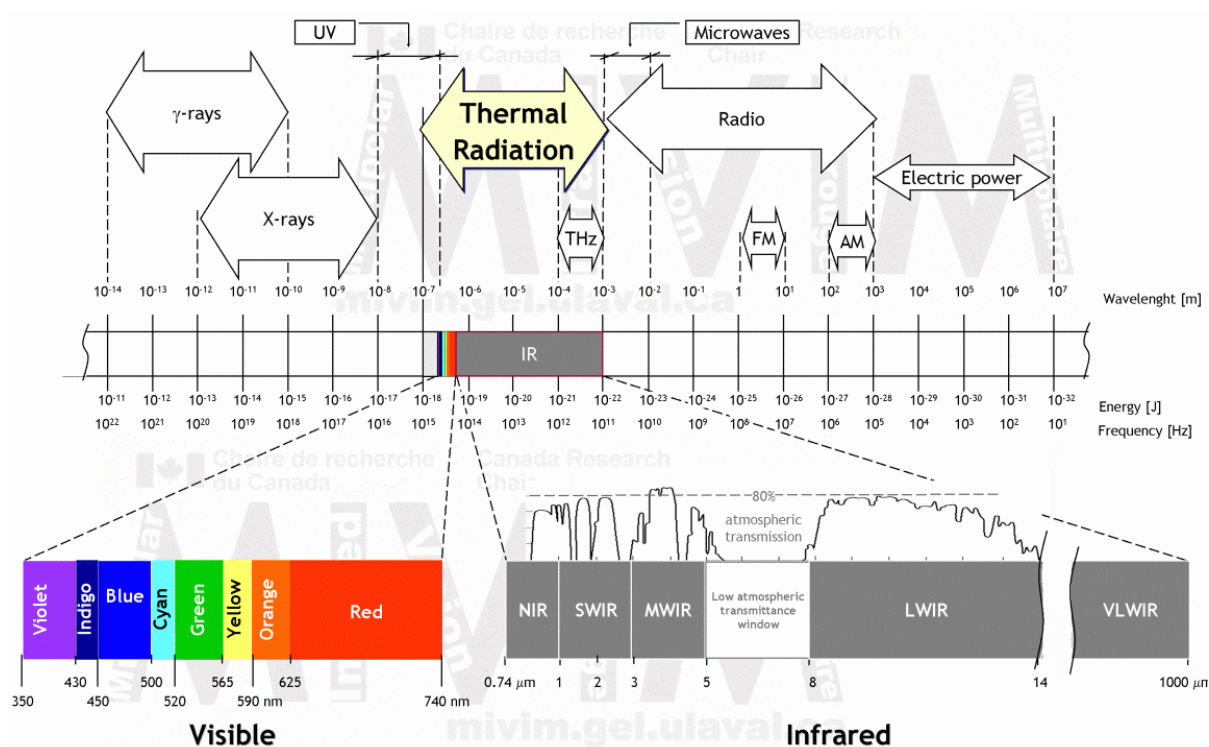 Chaire de recherche
du Canada
Research
Chair
UV
Microwaves
γ-rays
Thermal
Radiation
Radio
Electric power
X-rays
THz
FM
AM
10-14 10-13 10-12 10-11 10-10 10-9 10-8 10-7 10-6 10-5 10-4 10-3 10-2 10-1 1 10¹ 10² 10³ 10⁴ 10⁵ 10⁶ 10⁷
Wavelenght [m]
mivim.gel.ulaval.ca
IR
10-11 10-12 10-13 10-15 10-16 10-17 10-18 10-19 10-20 10-21 10-22 10-23 10-24 10-25 10-26 10-27 10-28 10-29 10-30 10-31 10-32
Energy [J]
10²² 10²¹ 10²⁰ 10¹⁹ 10¹⁸ 10¹⁷ 10¹⁶ 10¹⁵ 10¹⁴ 10¹³ 10¹² 10¹¹ 10¹⁰ 10⁹ 10⁸ 10⁷ 10⁶ 10⁵ 10⁴ 10³ 10² 10¹
Frequency [Hz]
Chaire de recherche
du Canada
Canada Research
Chair
80%
atmospheric
transmission
Violet
Indigo
Blue
Cyan
Green
Yellow
Orange
Red
NIR
SWIR
MWIR
Low atmospheric
transmittance
window
LWIR
VLWIR
350 430 450 500 520 565 590 nm 625 740 nm
0.74 μm 1 2 3 5 8 14 1000 μm
Visible
Infrared
mivim.gel.ulaval.ca